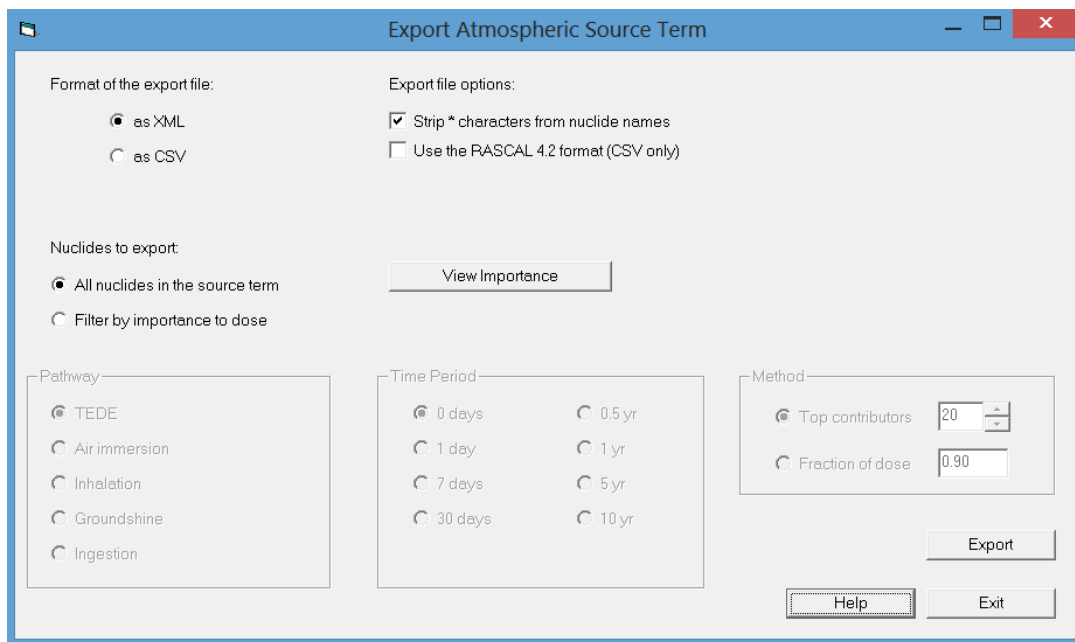 Export Atmospheric Source Term
Format of the export file:
as XML
as CSV
Export file options:
Strip * characters from nuclide names
Use the RASCAL 4.2 format (CSV only)
Nuclides to export:
All nuclides in the source term
Filter by importance to dose
View Importance
Pathway
TEDE
Air immersion
Inhalation
Groundshine
Ingestion
Time Period
0 days
1 day
7 days
30 days
0.5 yr
1 yr
5 yr
10 yr
Method
Top contributors 20
Fraction of dose 0.90
Export
Help Exit